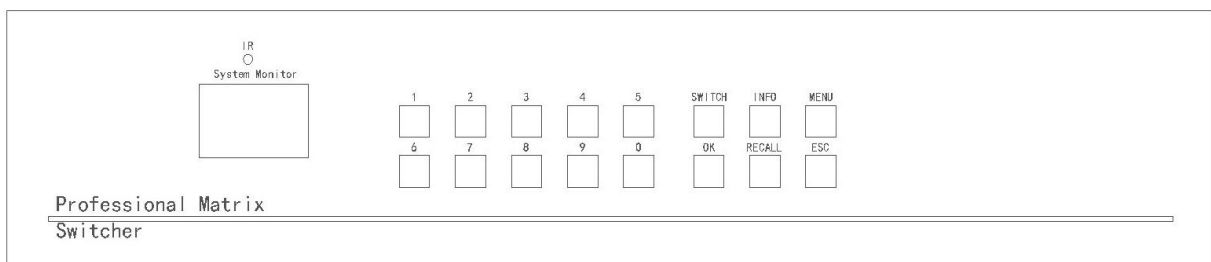 IR
System Monitor
1 2 3 4 5 SWITCH INFO MENU
6 7 8 9 0 OK RECALL ESC
Professional Matrix
Switcher